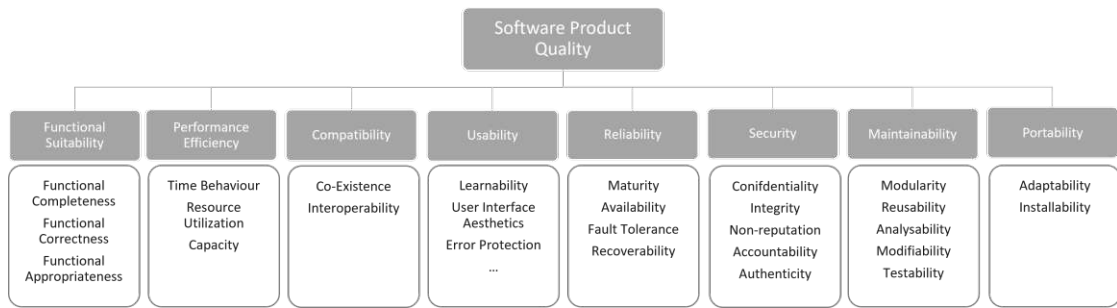 Software Product
Quality
Functional
Suitability
Performance
Efficiency
Compatibility
Usability
Reliability
Security
Maintainability
Portability
Functional
Completeness
Functional
Correctness
Functional
Appropriateness
Time Behaviour
Resource
Utilization
Capacity
Co-Existence
Interoperability
Learnability
User Interface
Aesthetics
Error Protection
...
Maturity
Availability
Fault Tolerance
Recoverability
Conifdentiality
Integrity
Non-reputation
Accountability
Authenticity
Modularity
Reusability
Analysability
Modifiability
Testability
Adaptability
Installability